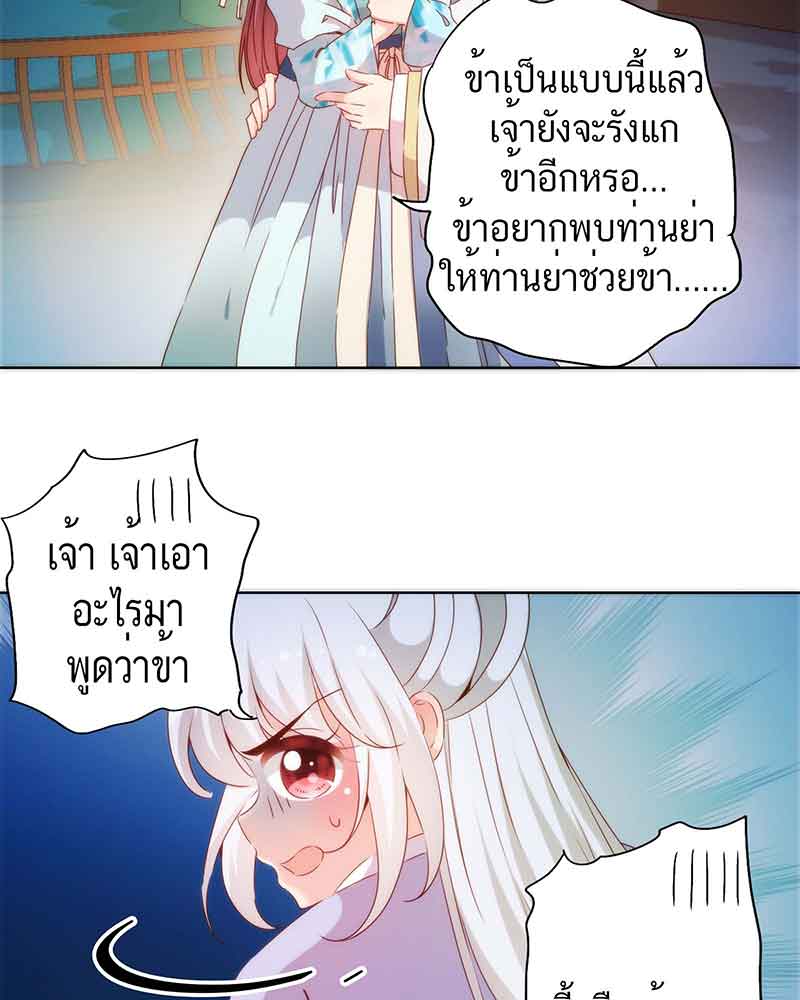 ข้าเป็นแบบนี้แล้ว
เจ้ายังจะรังแก
ข้าอีกหรอ...
ข้าอยากพบท่านย่า
ให้ท่านย่าช่วยข้า......
เจ้า เจ้าเอา
อะไรมา
พูดว่าข้า